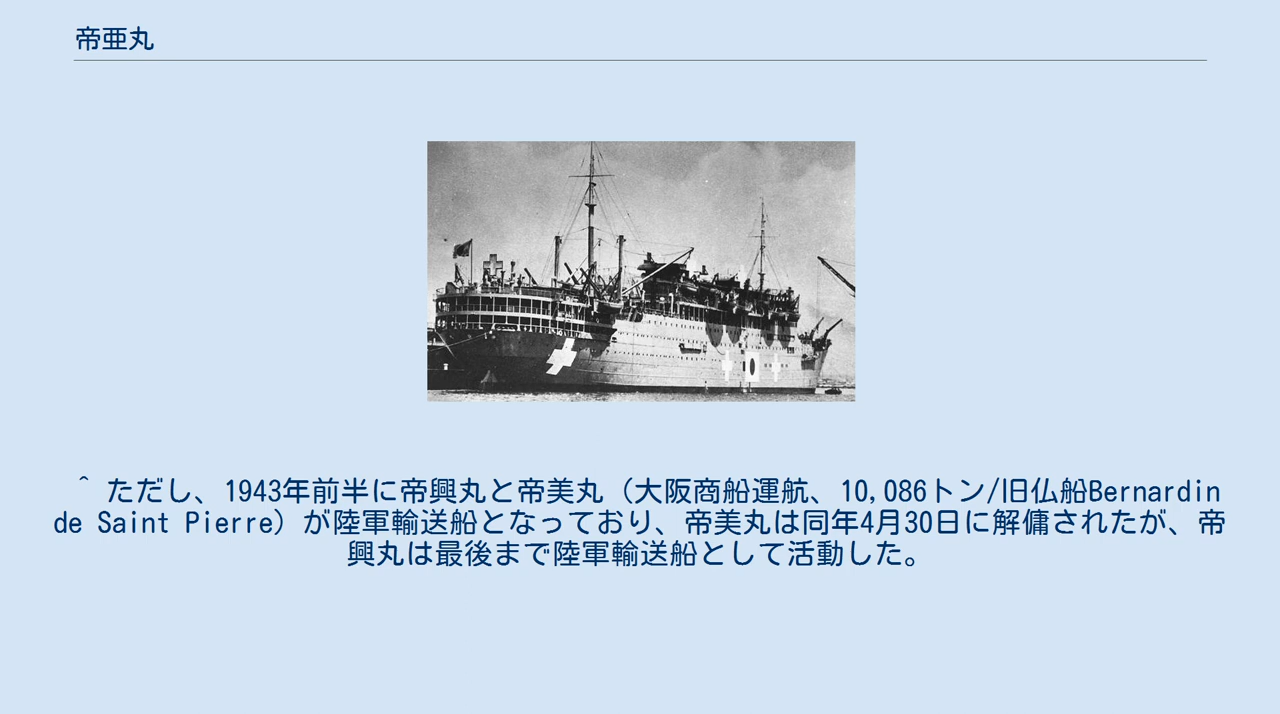 帝亜丸
^ ただし、1943年前半に帝興丸と帝美丸（大阪商船運航、10,086トン/旧仏船Bernardin
de Saint Pierre）が陸軍輸送船となっており、帝美丸は同年4月30日に解傭されたが、帝
興丸は最後まで陸軍輸送船として活動した。